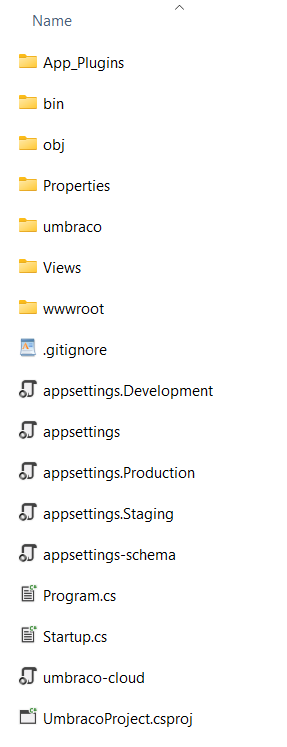 Name
App_Plugins
bin
obj
Properties
umbraco
Views
wwwroot
.gitignore
appsettings.Development
appsettings
appsettings.Production
appsettings.Staging
appsettings-schema
Program.cs
Startup.cs
umbraco-cloud
UmbracoProject.csproj